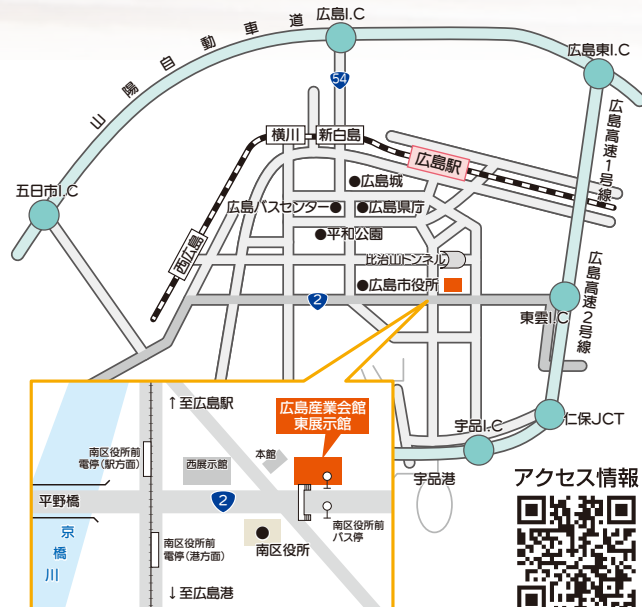 広島I.C
山陽自動車道
広島東I.C
54
広島高速1号線
横川
新白島
広島駅
五日市I.C
広島城
広島バスセンター
広島県庁
西広島
平和公園
比治山トンネル
広島市役所
2
東雲I.C
広島高速2号線
仁保JCT
宇品I.C
宇品港
↑至広島駅
広島産業会館
東展示館
南区役所前
電停(駅方面)
西展示館
本館
平野橋
2
京橋川
南区役所前
電停(港方面)
南区役所
南区役所前
バス停
↓至広島港
アクセス情報